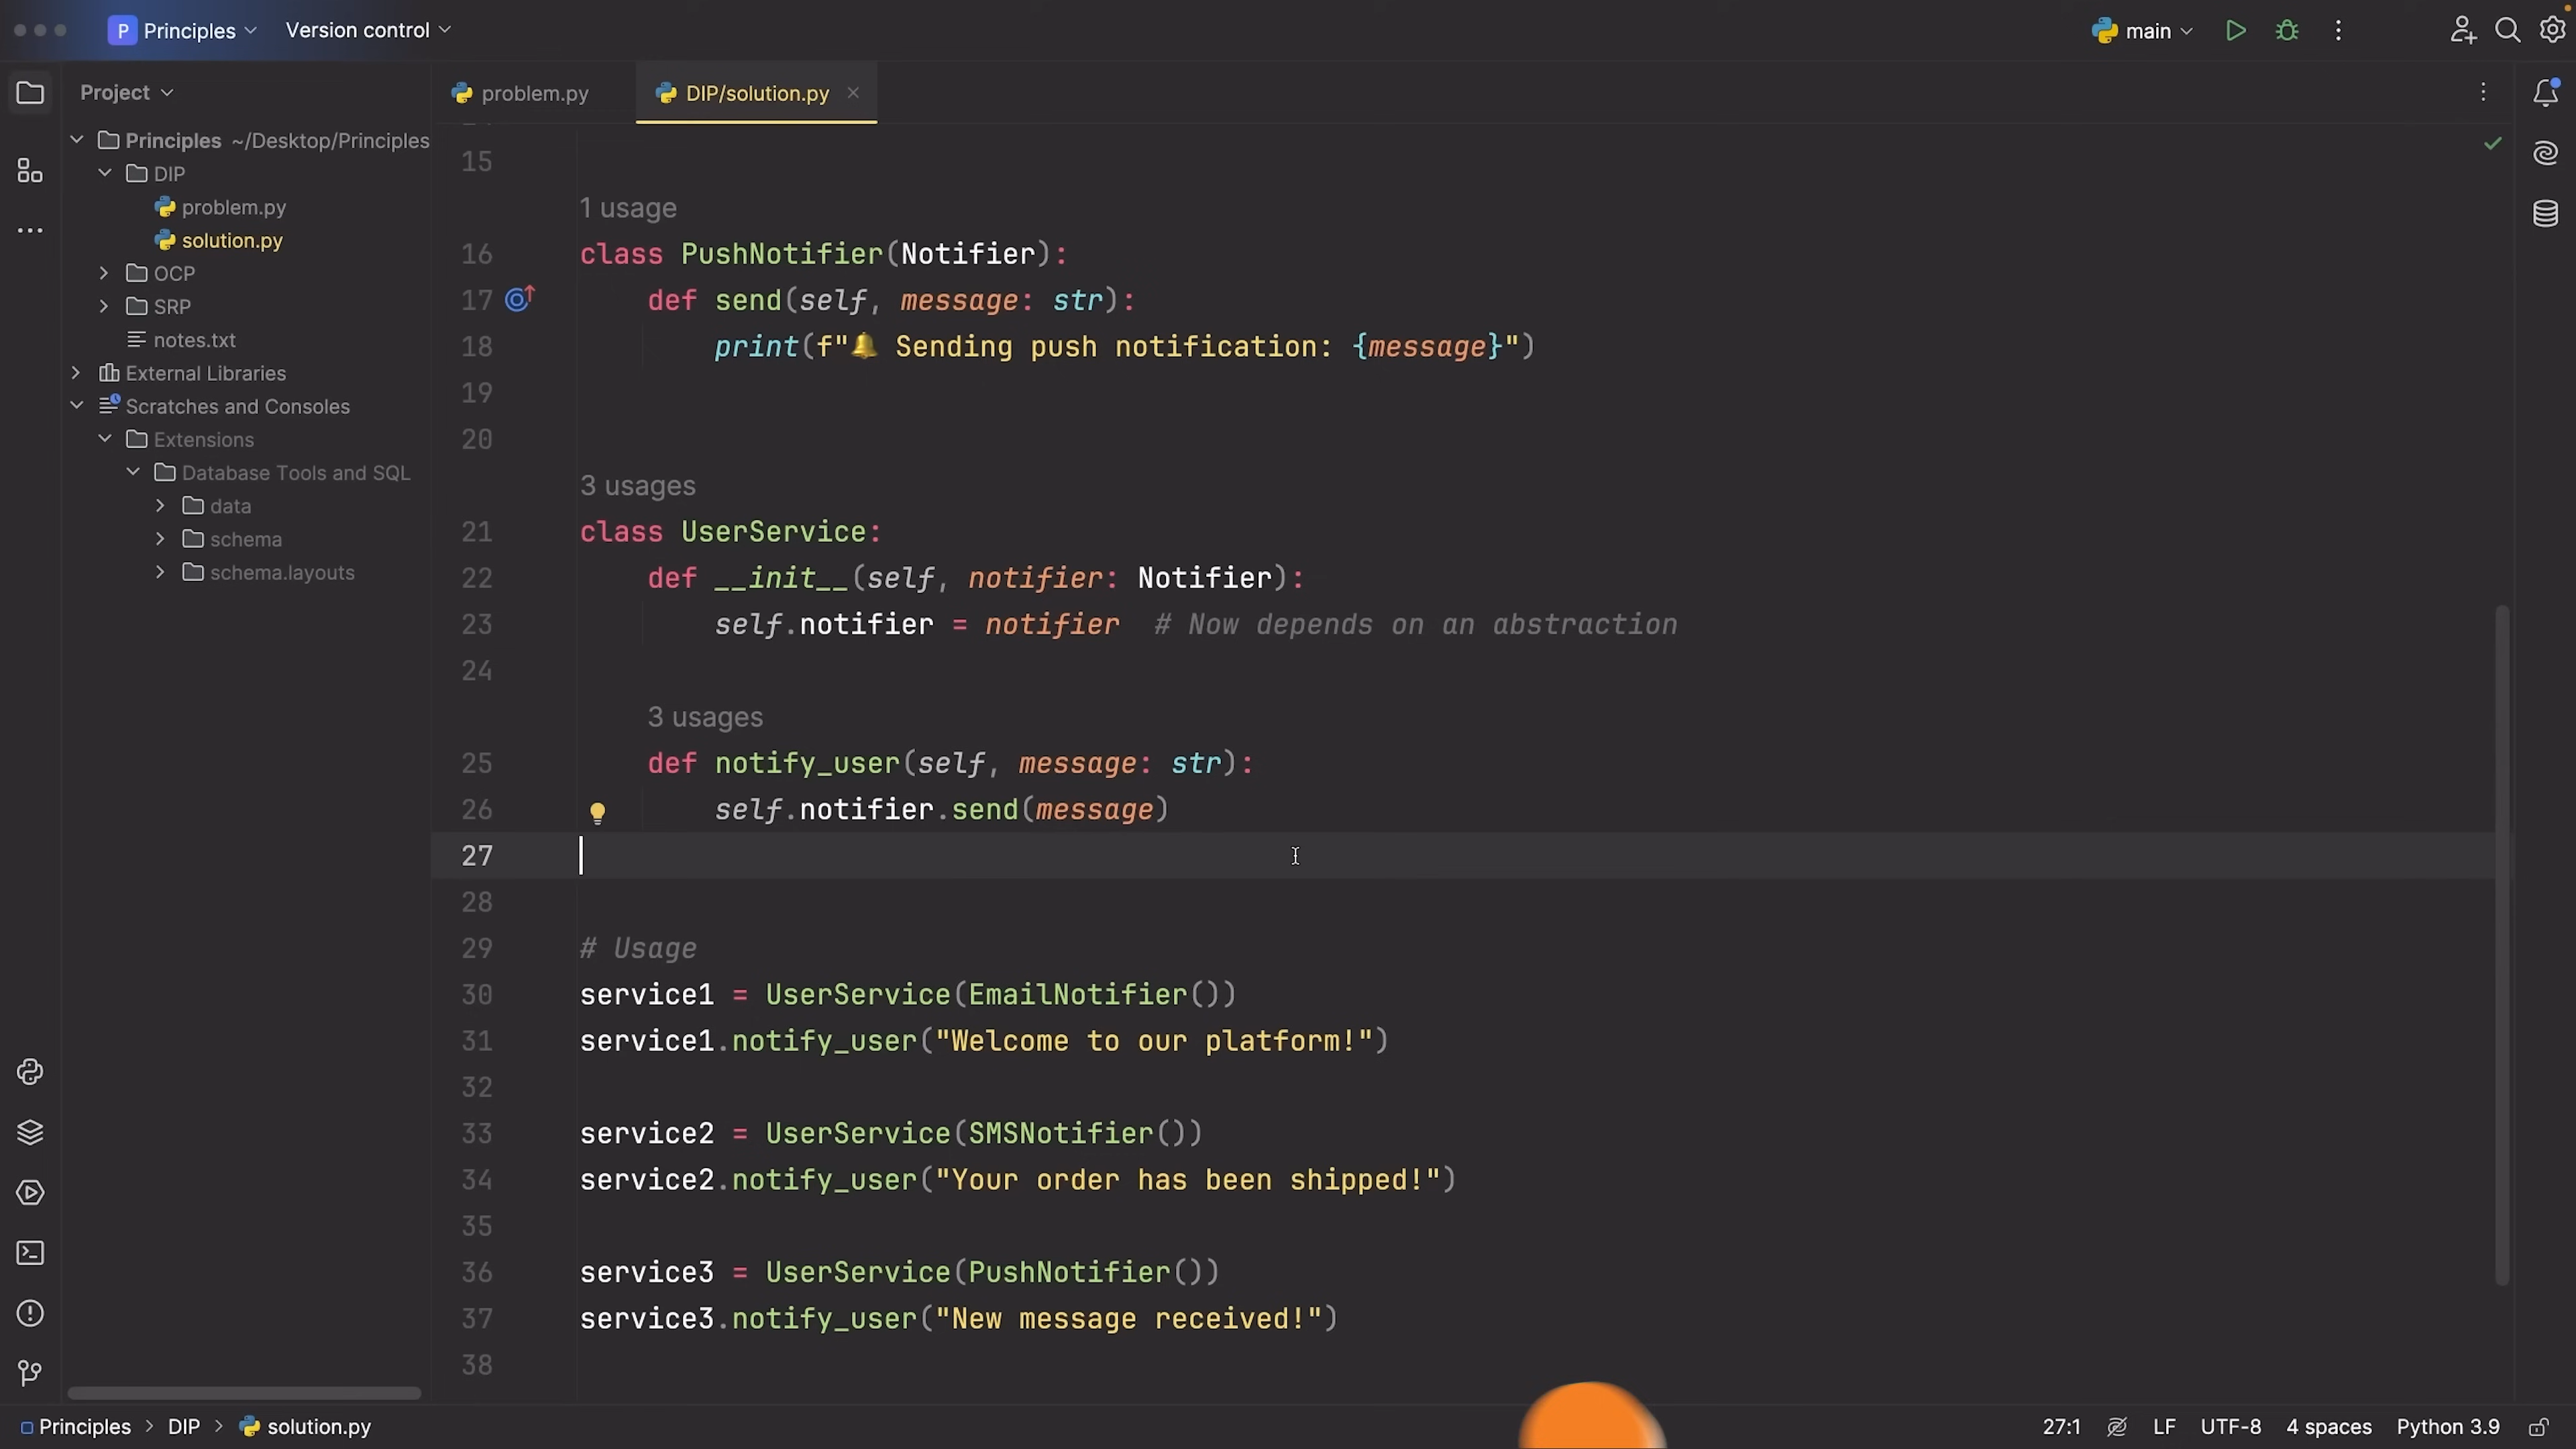 P Principles Version control main
Project problem.py DIP/solution.py
Principles ~/Desktop/Principles
DIP
problem.py
solution.py
OCP
SRP
notes.txt
External Libraries
Scratches and Consoles
Extensions
Database Tools and SQL
data
schema
schema.layouts
15
1 usage
16 class PushNotifier(Notifier):
17 def send(self, message: str):
18 print(f"🔔 Sending push notification: {message}")
19
20
3 usages
21 class UserService:
22 def __init__(self, notifier: Notifier):
23 self.notifier = notifier # Now depends on an abstraction
24
3 usages
25 def notify_user(self, message: str):
26 self.notifier.send(message)
27
28
29 # Usage
30 service1 = UserService(EmailNotifier())
31 service1.notify_user("Welcome to our platform!")
32
33 service2 = UserService(SMSNotifier())
34 service2.notify_user("Your order has been shipped!")
35
36 service3 = UserService(PushNotifier())
37 service3.notify_user("New message received!")
38
Principles > DIP > solution.py 27:1 LF UTF-8 4 spaces Python 3.9